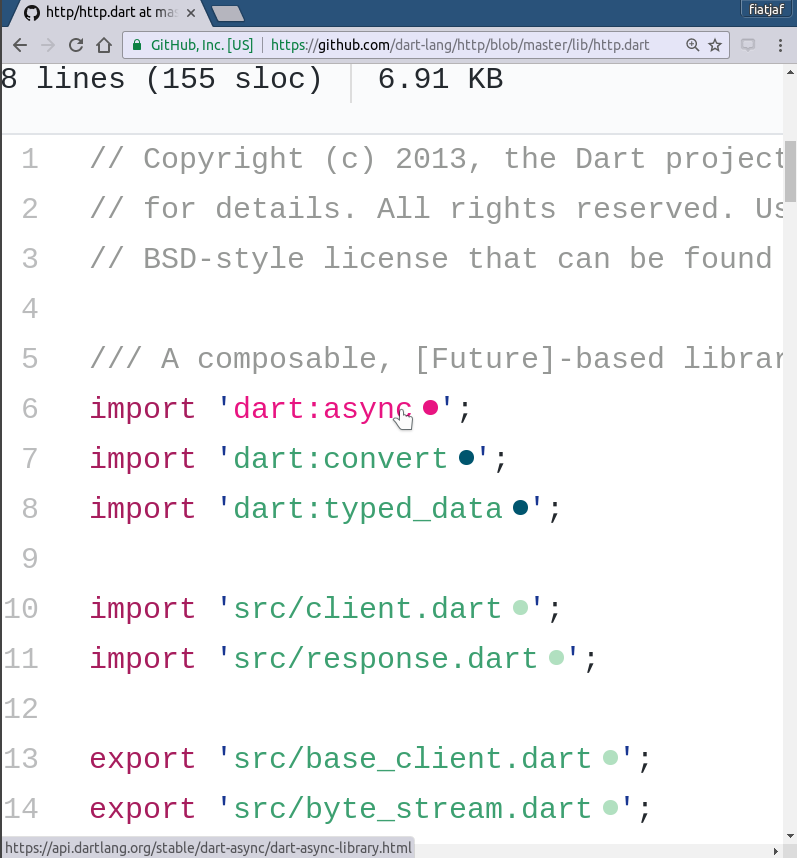 fiatjaf
http/http.dart at mas
GitHub, Inc. [US] https://github.com/dart-lang/http/blob/master/lib/http.dart
8 lines (155 sloc) 6.91 KB
1 // Copyright (c) 2013, the Dart project
2 // for details. All rights reserved. Us
3 // BSD-style license that can be found
4
5 /// A composable, [Future]-based librar
6 import 'dart:async';
7 import 'dart:convert';
8 import 'dart:typed_data';
9
10 import 'src/client.dart';
11 import 'src/response.dart';
12
13 export 'src/base_client.dart';
14 export 'src/byte_stream.dart';
https://api.dartlang.org/stable/dart-async/dart-async-library.html